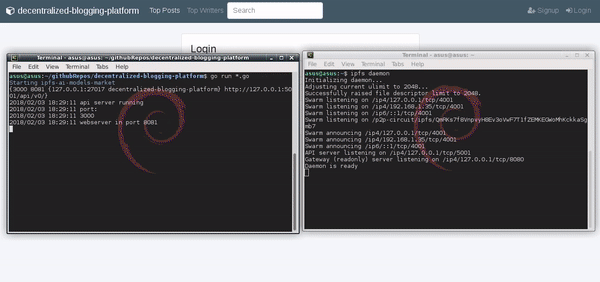 decentralized-blogging-platform Top Posts Top Writers Search Signup Login
Login
Terminal - asus@asus: ~/githubRepos/decentralized-blogging-platform
File Edit View Terminal Tabs Help
asus@asus:~/githubRepos/decentralized-blogging-platform$ go run *.go
Starting ipfs-ai-models-market
{3000 8081 {127.0.0.1:27017 decentralized-blogging-platform} http://127.0.0.1:50
01/api/v0/}
2018/02/03 18:29:11 api server running
2018/02/03 18:29:11 port:
2018/02/03 18:29:11 3000
2018/02/03 18:29:11 webserver in port 8081
Terminal - asus@asus: ~
File Edit View Terminal Tabs Help
asus@asus:~$ ipfs daemon
Initializing daemon...
Adjusting current ulimit to 2048...
Successfully raised file descriptor limit to 2048.
Swarm listening on /ip4/127.0.0.1/tcp/4001
Swarm listening on /ip4/192.168.1.35/tcp/4001
Swarm listening on /ip6/::1/tcp/4001
Swarm listening on /p2p-circuit/ipfs/
Swarm announcing /ip4/127.0.0.1/tcp/4001
Swarm announcing /ip4/192.168.1.35/tcp/4001
Swarm announcing /ip6/::1/tcp/4001
API server listening on /ip4/127.0.0.1/tcp/5001
Gateway (readonly) server listening on /ip4/127.0.0.1/tcp/8080
Daemon is ready